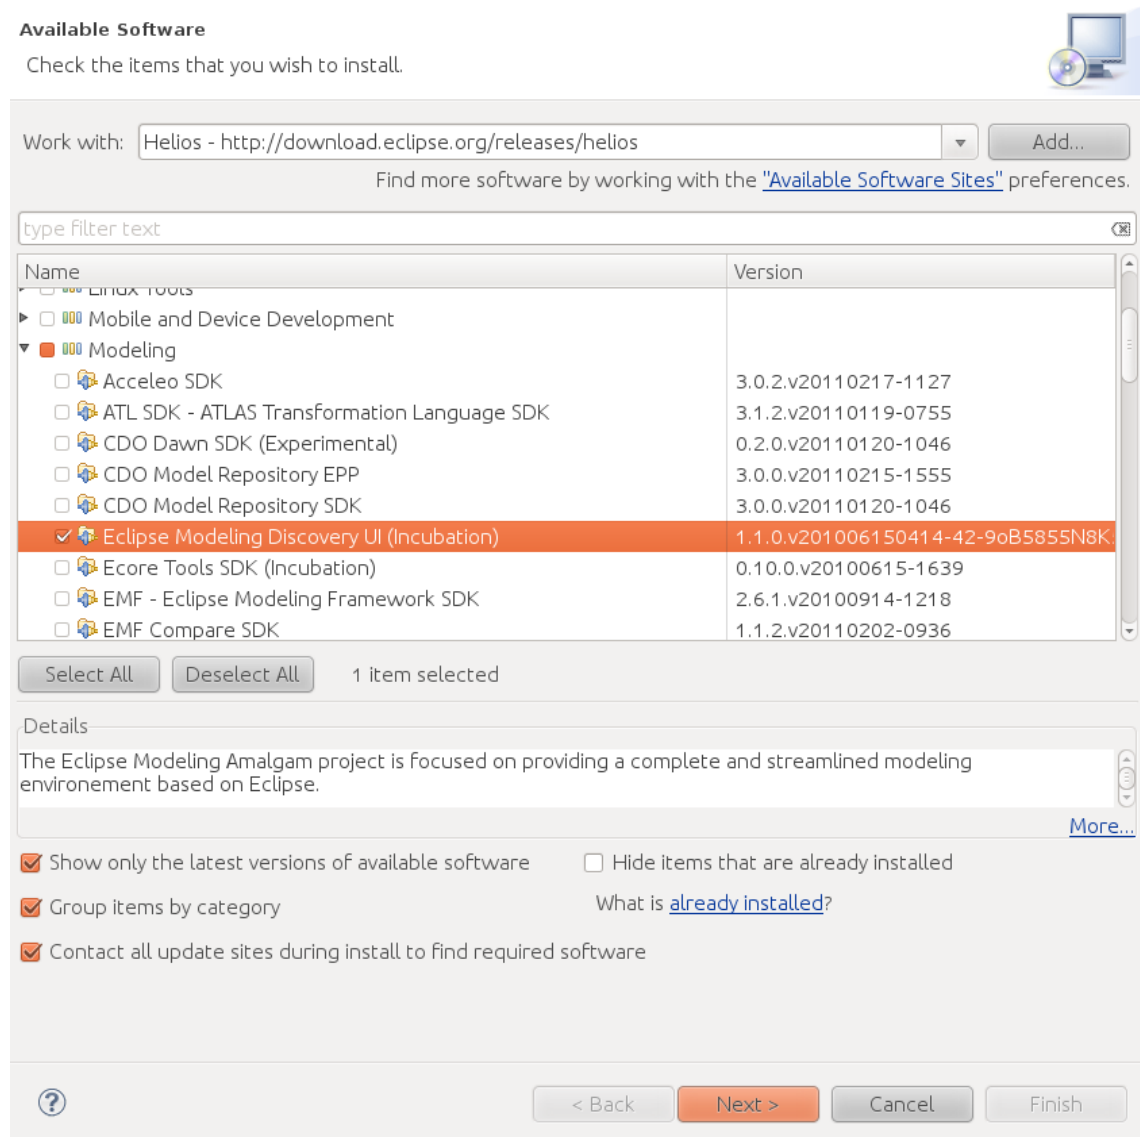 Available Software
Check the items that you wish to install.
Work with: Helios - http://download.eclipse.org/releases/helios Add...
Find more software by working with the "Available Software Sites" preferences.
type filter text
Name Version
Linux Tools
Mobile and Device Development
Modeling
Acceleo SDK 3.0.2.v20110217-1127
ATL SDK - ATLAS Transformation Language SDK 3.1.2.v20110119-0755
CDO Dawn SDK (Experimental) 0.2.0.v20110120-1046
CDO Model Repository EPP 3.0.0.v20110215-1555
CDO Model Repository SDK 3.0.0.v20110120-1046
Eclipse Modeling Discovery UI (Incubation) 1.1.0.v201006150414-42-9oB5855N8K
Ecore Tools SDK (Incubation) 0.10.0.v20100615-1639
EMF - Eclipse Modeling Framework SDK 2.6.1.v20100914-1218
EMF Compare SDK 1.1.2.v20110202-0936
Select All Deselect All 1 item selected
Details
The Eclipse Modeling Amalgam project is focused on providing a complete and streamlined modeling
environement based on Eclipse.
More...
Show only the latest versions of available software Hide items that are already installed
Group items by category What is already installed?
Contact all update sites during install to find required software
? < Back Next > Cancel Finish